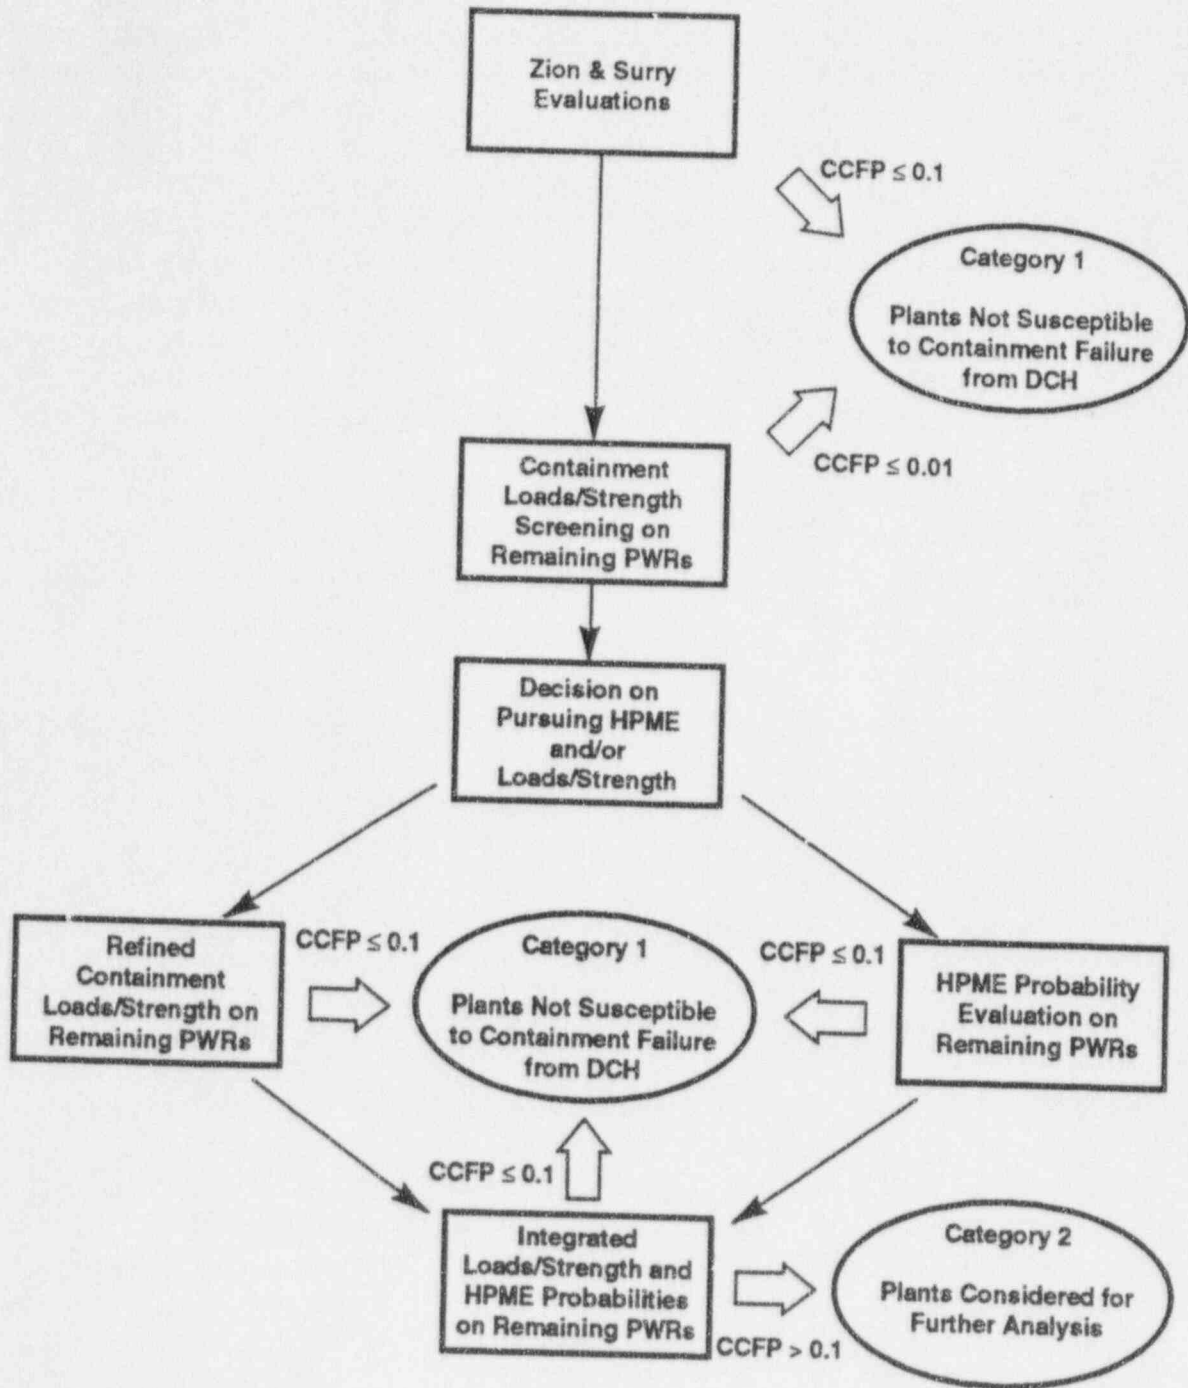 Zion & Surry
Evaluations
CCFP ≤ 0.1
Category 1
Plants Not Susceptible
to Containment Failure
from DCH
CCFP ≤ 0.01
Containment
Loads/Strength
Screening on
Remaining PWRs
Decision on
Pursuing HPME
and/or
Loads/Strength
Refined
Containment
Loads/Strength on
Remaining PWRs
CCFP ≤ 0.1
Category 1
Plants Not Susceptible
to Containment Failure
from DCH
CCFP ≤ 0.1
HPME Probability
Evaluation on
Remaining PWRs
CCFP ≤ 0.1
Integrated
Loads/Strength and
HPME Probabilities
on Remaining PWRs
CCFP > 0.1
Category 2
Plants Considered for
Further Analysis